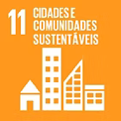 11 CIDADES E
COMUNIDADES
SUSTENTÁVEIS